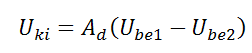 U_{ki} = A_d(U_{be1} − U_{be2})